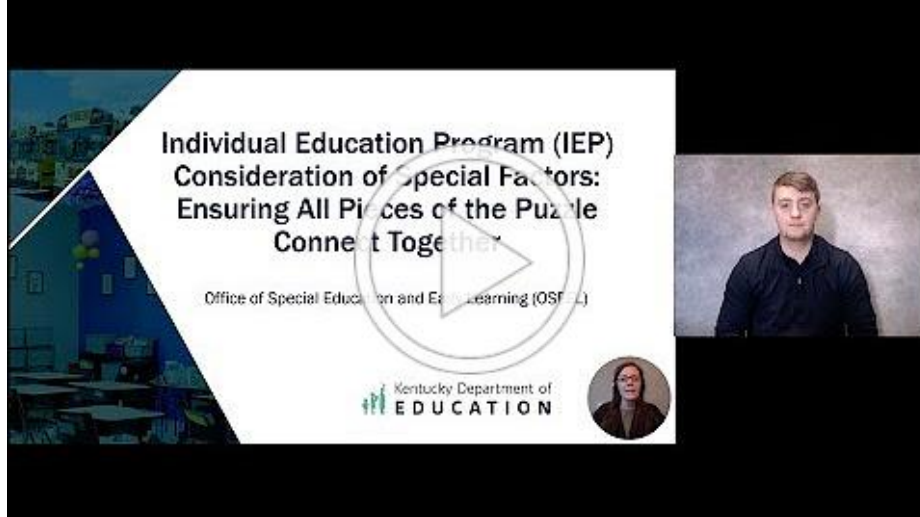 Individual Education Program (IEP)
Consideration of Special Factors:
Ensuring All Pieces of the Puzzle
Connect Together
Office of Special Education and Early Learning (OSEEL)
Kentucky Department of
EDUCATION